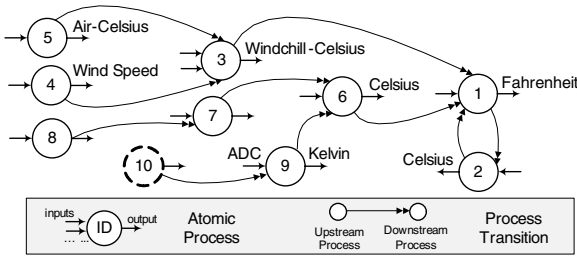 5 Air-Celsius
3 Windchill-Celsius
4 Wind Speed
6 Celsius
1 Fahrenheit
7
8
10
ADC 9 Kelvin
Celsius 2
inputs
... ...
ID
output
Atomic
Process
Upstream
Process
Downstream
Process
Process
Transition